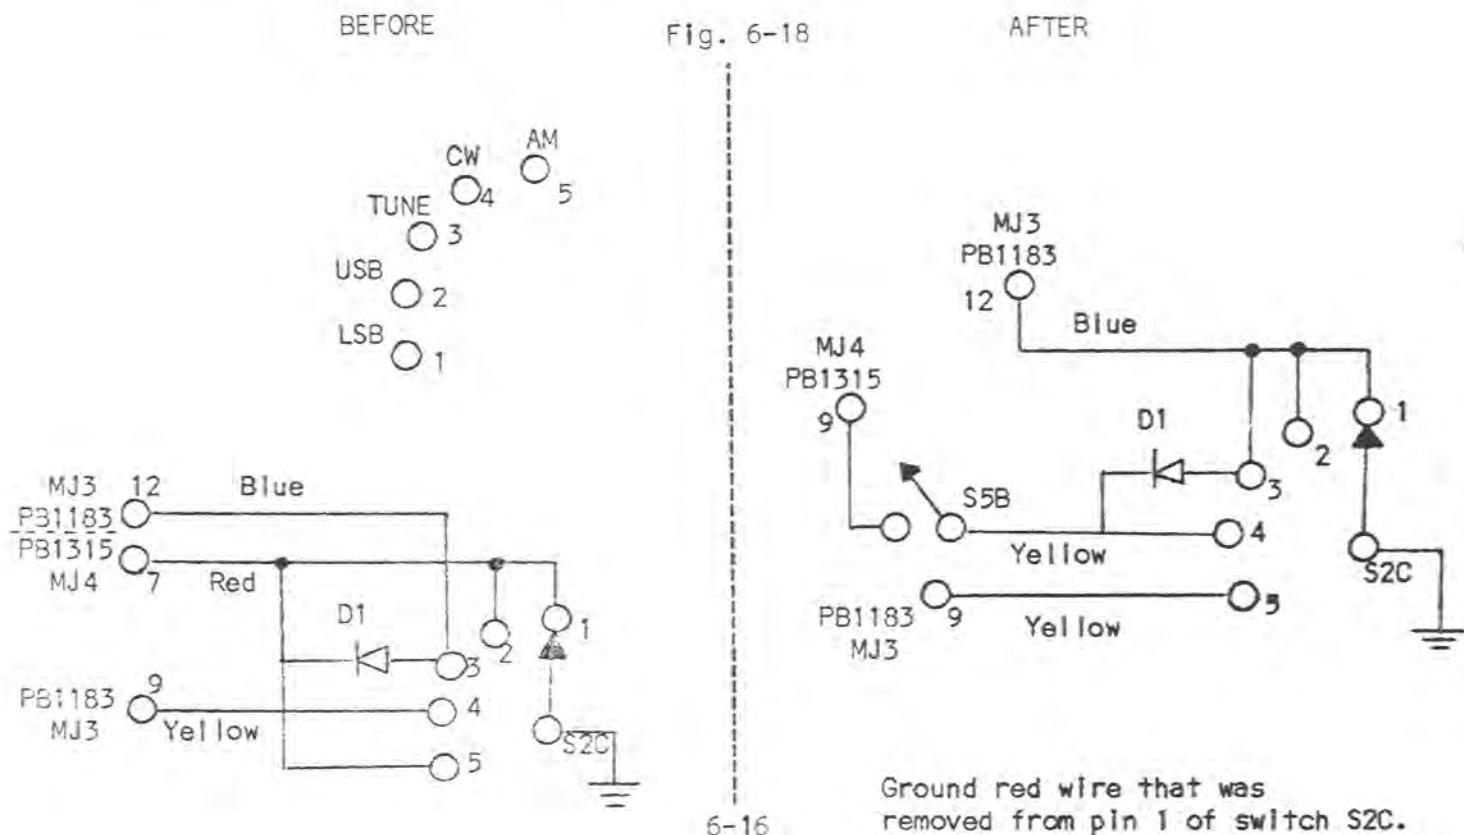 BEFORE
Fig. 6-18
AFTER
AM
5
CW
4
TUNE
3
USB
2
LSB
1
MJ3
12
Blue
PB1183
PB1315
MJ4
7
Red
D1
1
2
3
9
PB1183
MJ3
Yellow
4
S2C
5
MJ3
PB1183
12
Blue
MJ4
PB1315
9
D1
1
2
3
S5B
4
Yellow
S2C
PB1183
MJ3
9
Yellow
5
Ground red wire that was
removed from pin 1 of switch S2C.
6-16